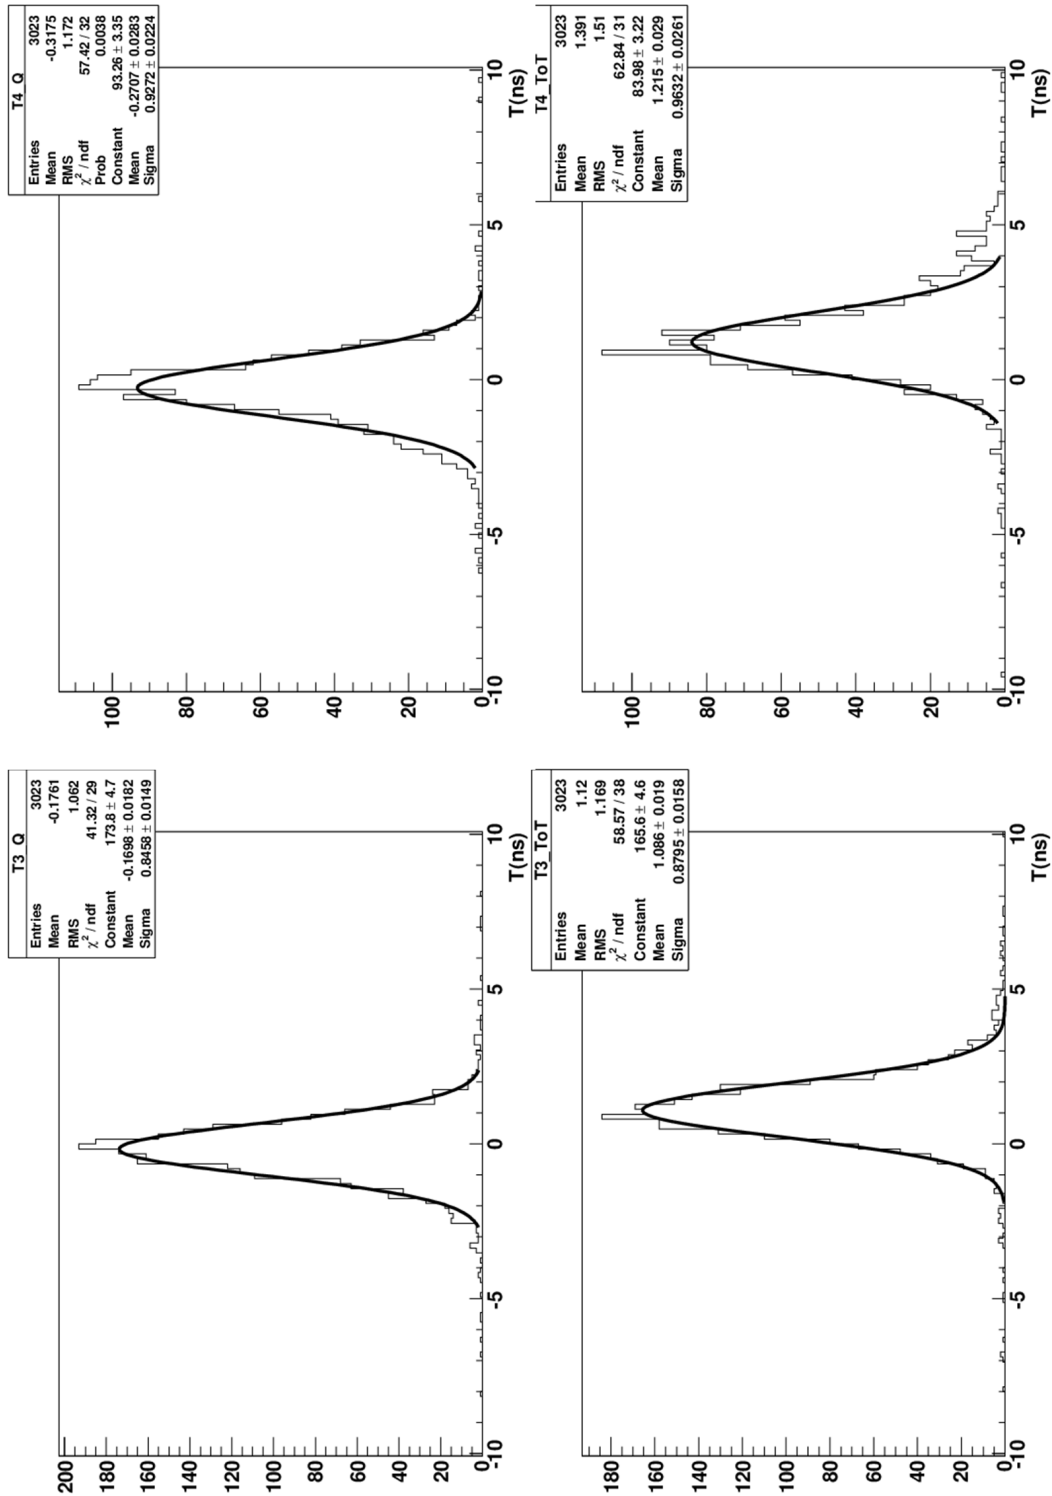 T3_Q
Entries 3023
Mean -0.1761
RMS 1.062
χ² / ndf 41.32 / 29
Constant 173.8 ± 4.7
Mean -0.1698 ± 0.0182
Sigma 0.8458 ± 0.0149
200
180
160
140
120
100
80
60
40
20
0
-10 -5 0 5 10
T(ns)
T4_Q
Entries 3023
Mean -0.3175
RMS 1.172
χ² / ndf 57.42 / 32
Prob 0.0038
Constant 93.26 ± 3.35
Mean -0.2707 ± 0.0283
Sigma 0.9272 ± 0.0224
100
80
60
40
20
0
-10 -5 0 5 10
T(ns)
T3_ToT
Entries 3023
Mean 1.12
RMS 1.169
χ² / ndf 58.57 / 38
Constant 165.6 ± 4.6
Mean 1.086 ± 0.019
Sigma 0.8795 ± 0.0158
180
160
140
120
100
80
60
40
20
0
-10 -5 0 5 10
T(ns)
T4_ToT
Entries 3023
Mean 1.391
RMS 1.51
χ² / ndf 62.84 / 31
Constant 83.98 ± 3.22
Mean 1.215 ± 0.029
Sigma 0.9632 ± 0.0261
100
80
60
40
20
0
-10 -5 0 5 10
T(ns)